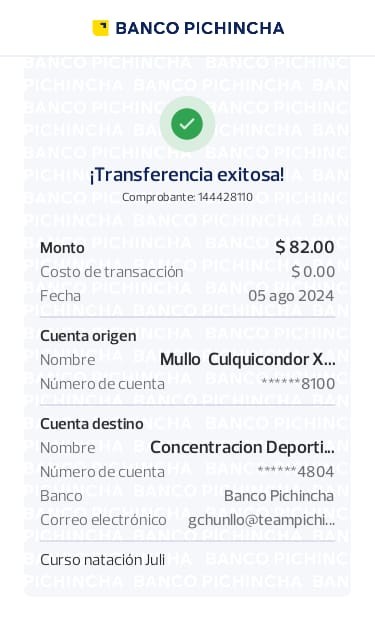 BANCO PICHINCHA
¡Transferencia exitosa!
Comprobante: 144428110
Monto $ 82.00
Costo de transacción $ 0.00
Fecha 05 ago 2024
Cuenta origen
Nombre Mullo Culquicondor X...
Número de cuenta ******8100
Cuenta destino
Nombre Concentracion Deporti...
Número de cuenta ******4804
Banco Banco Pichincha
Correo electrónico gchunllo@teampichi...
Curso natación Juli